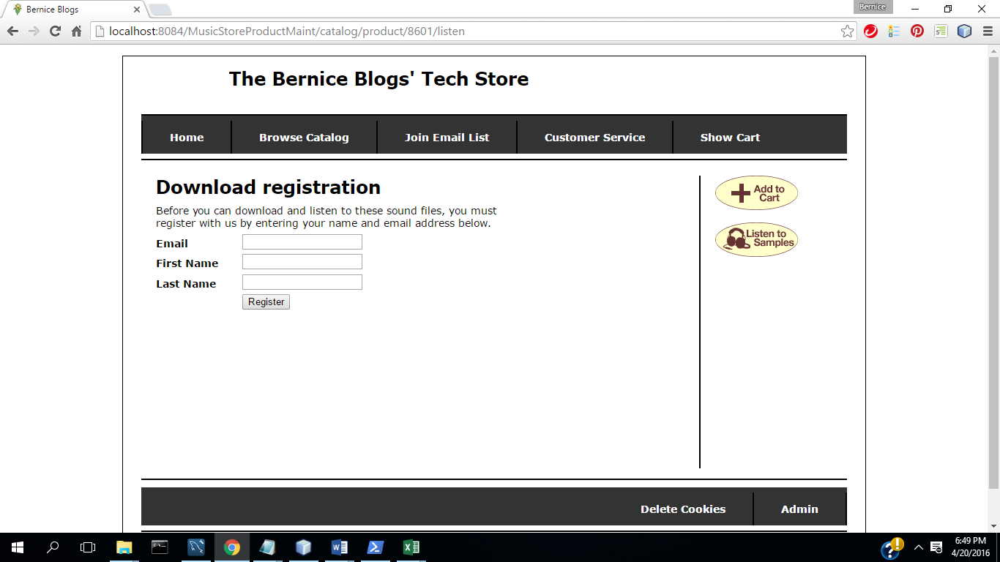 Bernice Blogs
Bernice
localhost:8084/MusicStoreProductMaint/catalog/product/8601/listen
The Bernice Blogs' Tech Store
Home
Browse Catalog
Join Email List
Customer Service
Show Cart
Download registration
Before you can download and listen to these sound files, you must
register with us by entering your name and email address below.
Email
First Name
Last Name
Register
Add to
Cart
Listen to
Samples
Delete Cookies
Admin
6:49 PM
4/20/2016